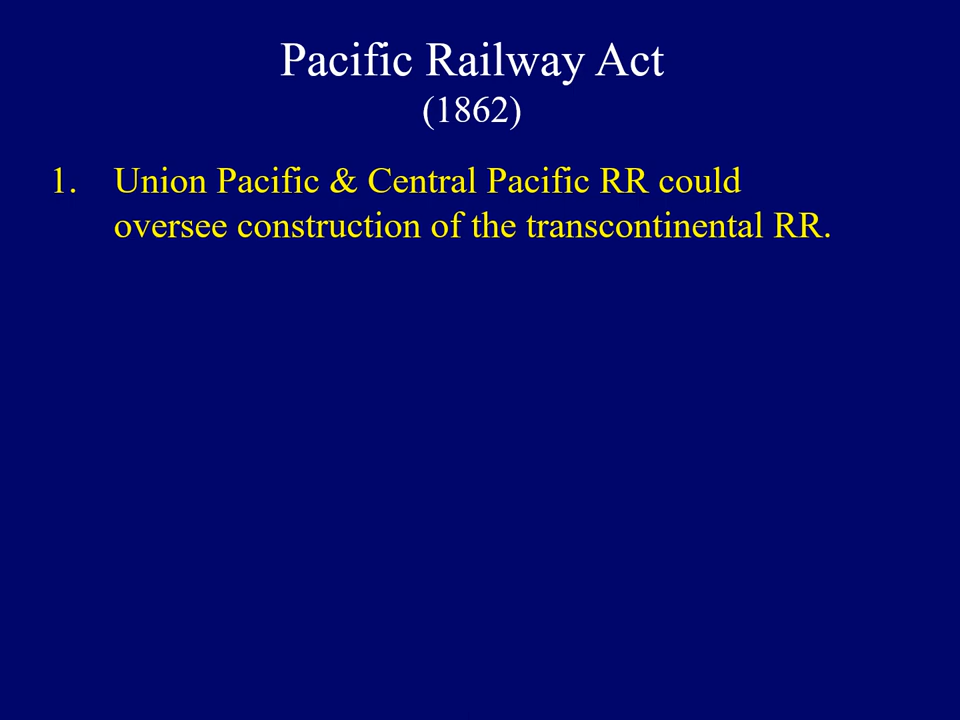 Pacific Railway Act
(1862)
1. Union Pacific & Central Pacific RR could
oversee construction of the transcontinental RR.